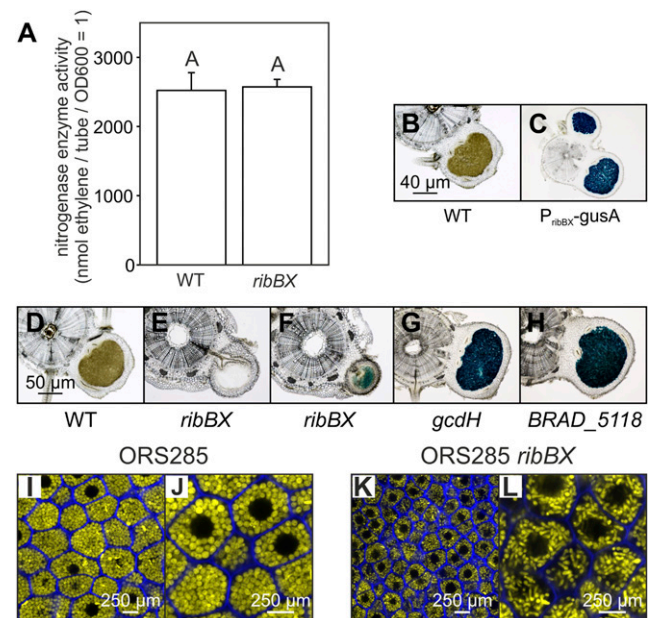 A
nitrogenase enzyme activity
(nmol ethylene / tube / OD600 = 1)
3000
2000
1000
0
A
A
WT
ribBX
B
C
40 µm
WT
PribBX-gusA
D
E
F
G
H
50 µm
WT
ribBX
ribBX
gcdH
BRAD_5118
ORS285
ORS285 ribBX
I
J
K
L
250 µm
250 µm
250 µm
250 µm